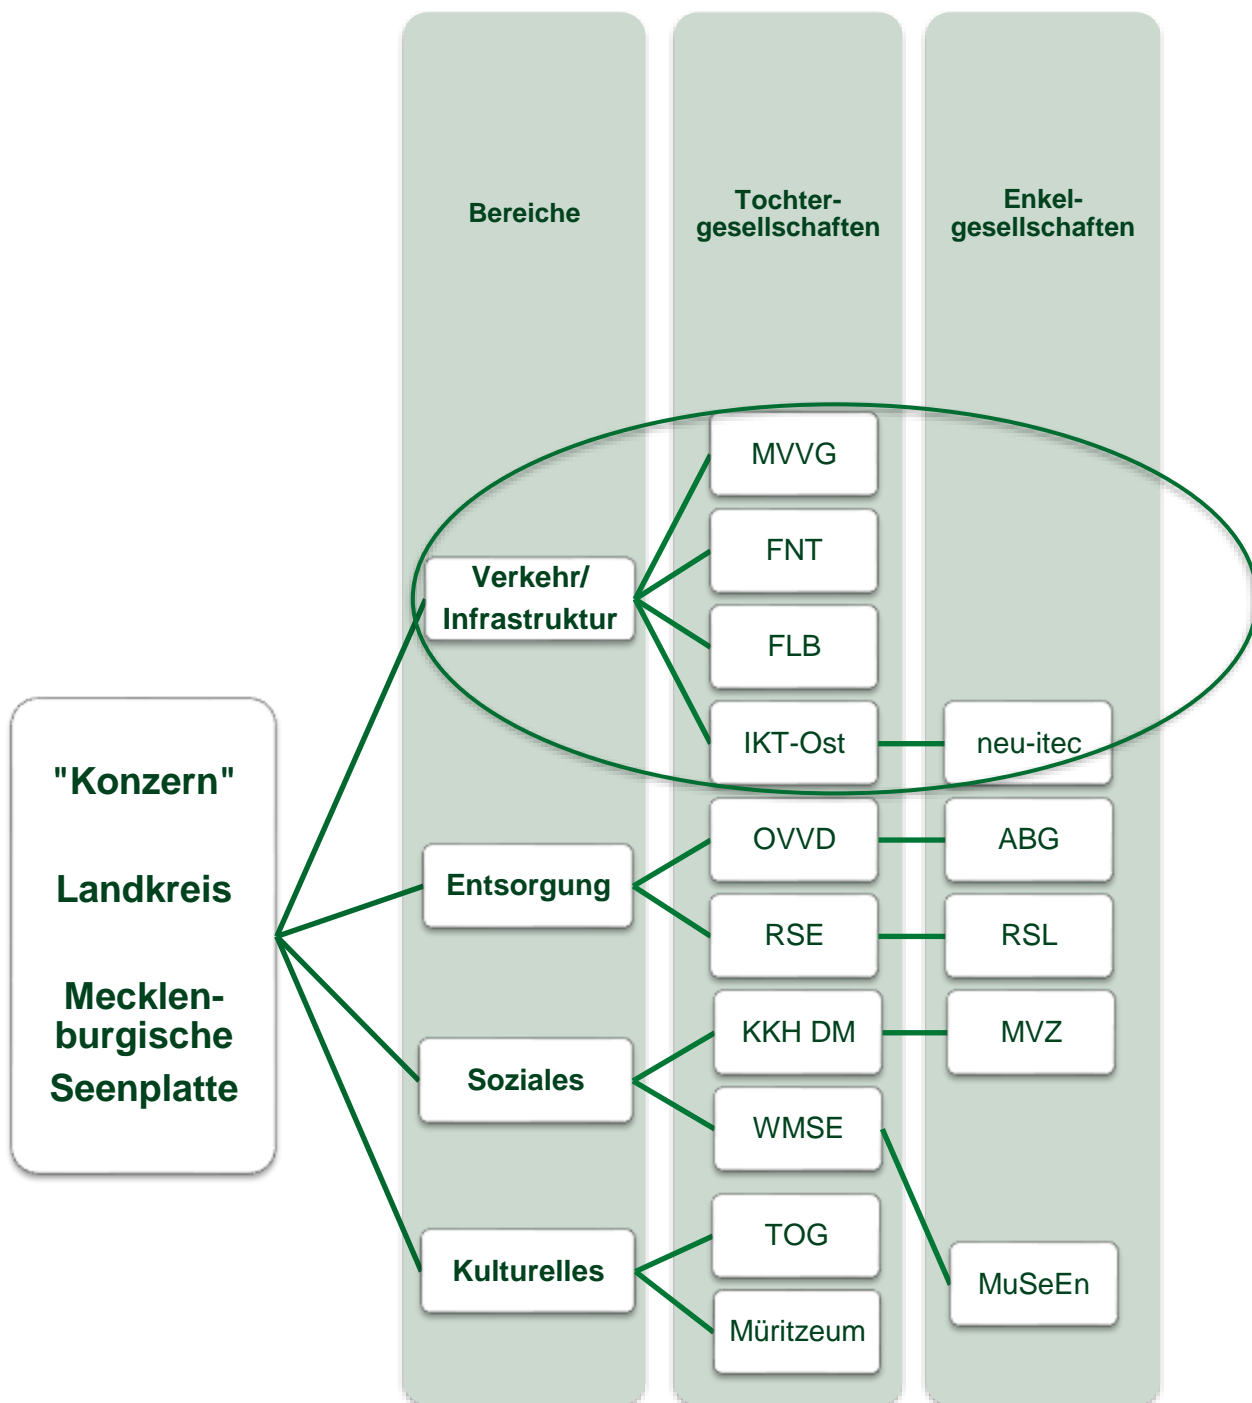 Bereiche
Tochter-
gesellschaften
Enkel-
gesellschaften
MVVG
FNT
Verkehr/
Infrastruktur
FLB
IKT-Ost
neu-itec
"Konzern"
Landkreis
Mecklen-
burgische
Seenplatte
OVVD
ABG
Entsorgung
RSE
RSL
KKH DM
MVZ
Soziales
WMSE
TOG
Kulturelles
MuSeEn
Müritzeum